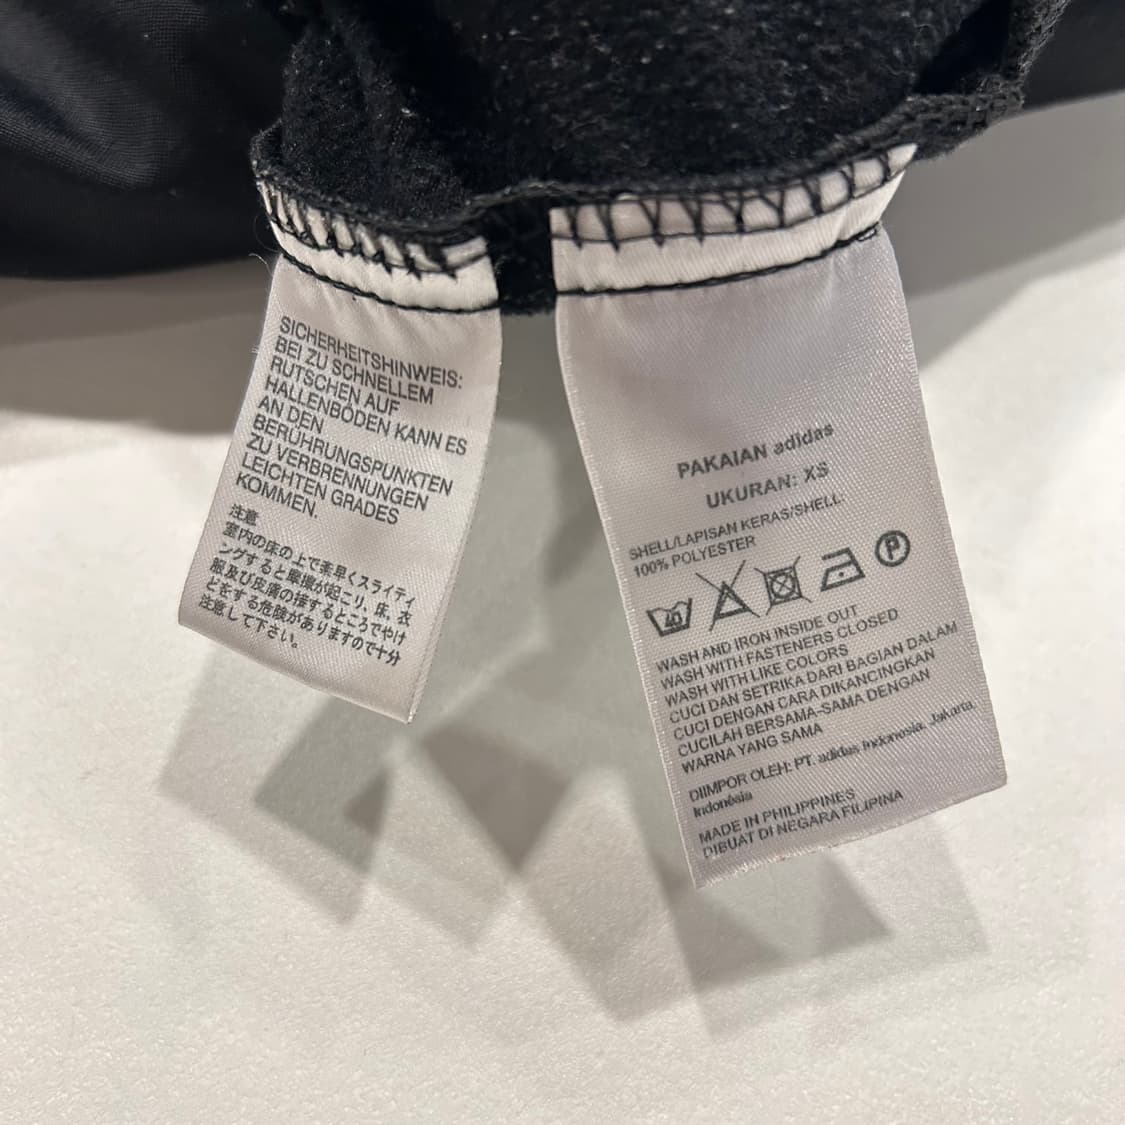 SICHERHEITSHINWEIS:
BEI ZU SCHNELLEM
RUTSCHEN AUF
HALLENBÖDEN KANN ES
AN DEN
BERÜHRUNGSPUNKTEN
ZU VERBRENNUNGEN
LEICHTEN GRADES
KOMMEN.
注意
室内の床の上で素早くスライディ
ングすると摩擦が起こり、床、衣
服及び皮膚の接するところでやけ
どをする危険がありますので十分
注意して下さい。
PAKAIAN adidas
UKURAN: XS
SHELL/LAPISAN KERAS/SHELL:
100% POLYESTER
40 P
WASH AND IRON INSIDE OUT
WASH WITH FASTENERS CLOSED
WASH WITH LIKE COLORS
CUCI DAN SETRIKA DARI BAGIAN DALAM
CUCI DENGAN CARA DIKANCINGKAN
CUCILAH BERSAMA-SAMA DENGAN
WARNA YANG SAMA
DIIMPOR OLEH: PT. adidas Indonesia, Jakarta,
Indonésia
MADE IN PHILIPPINES
DIBUAT DI NEGARA FILIPINA